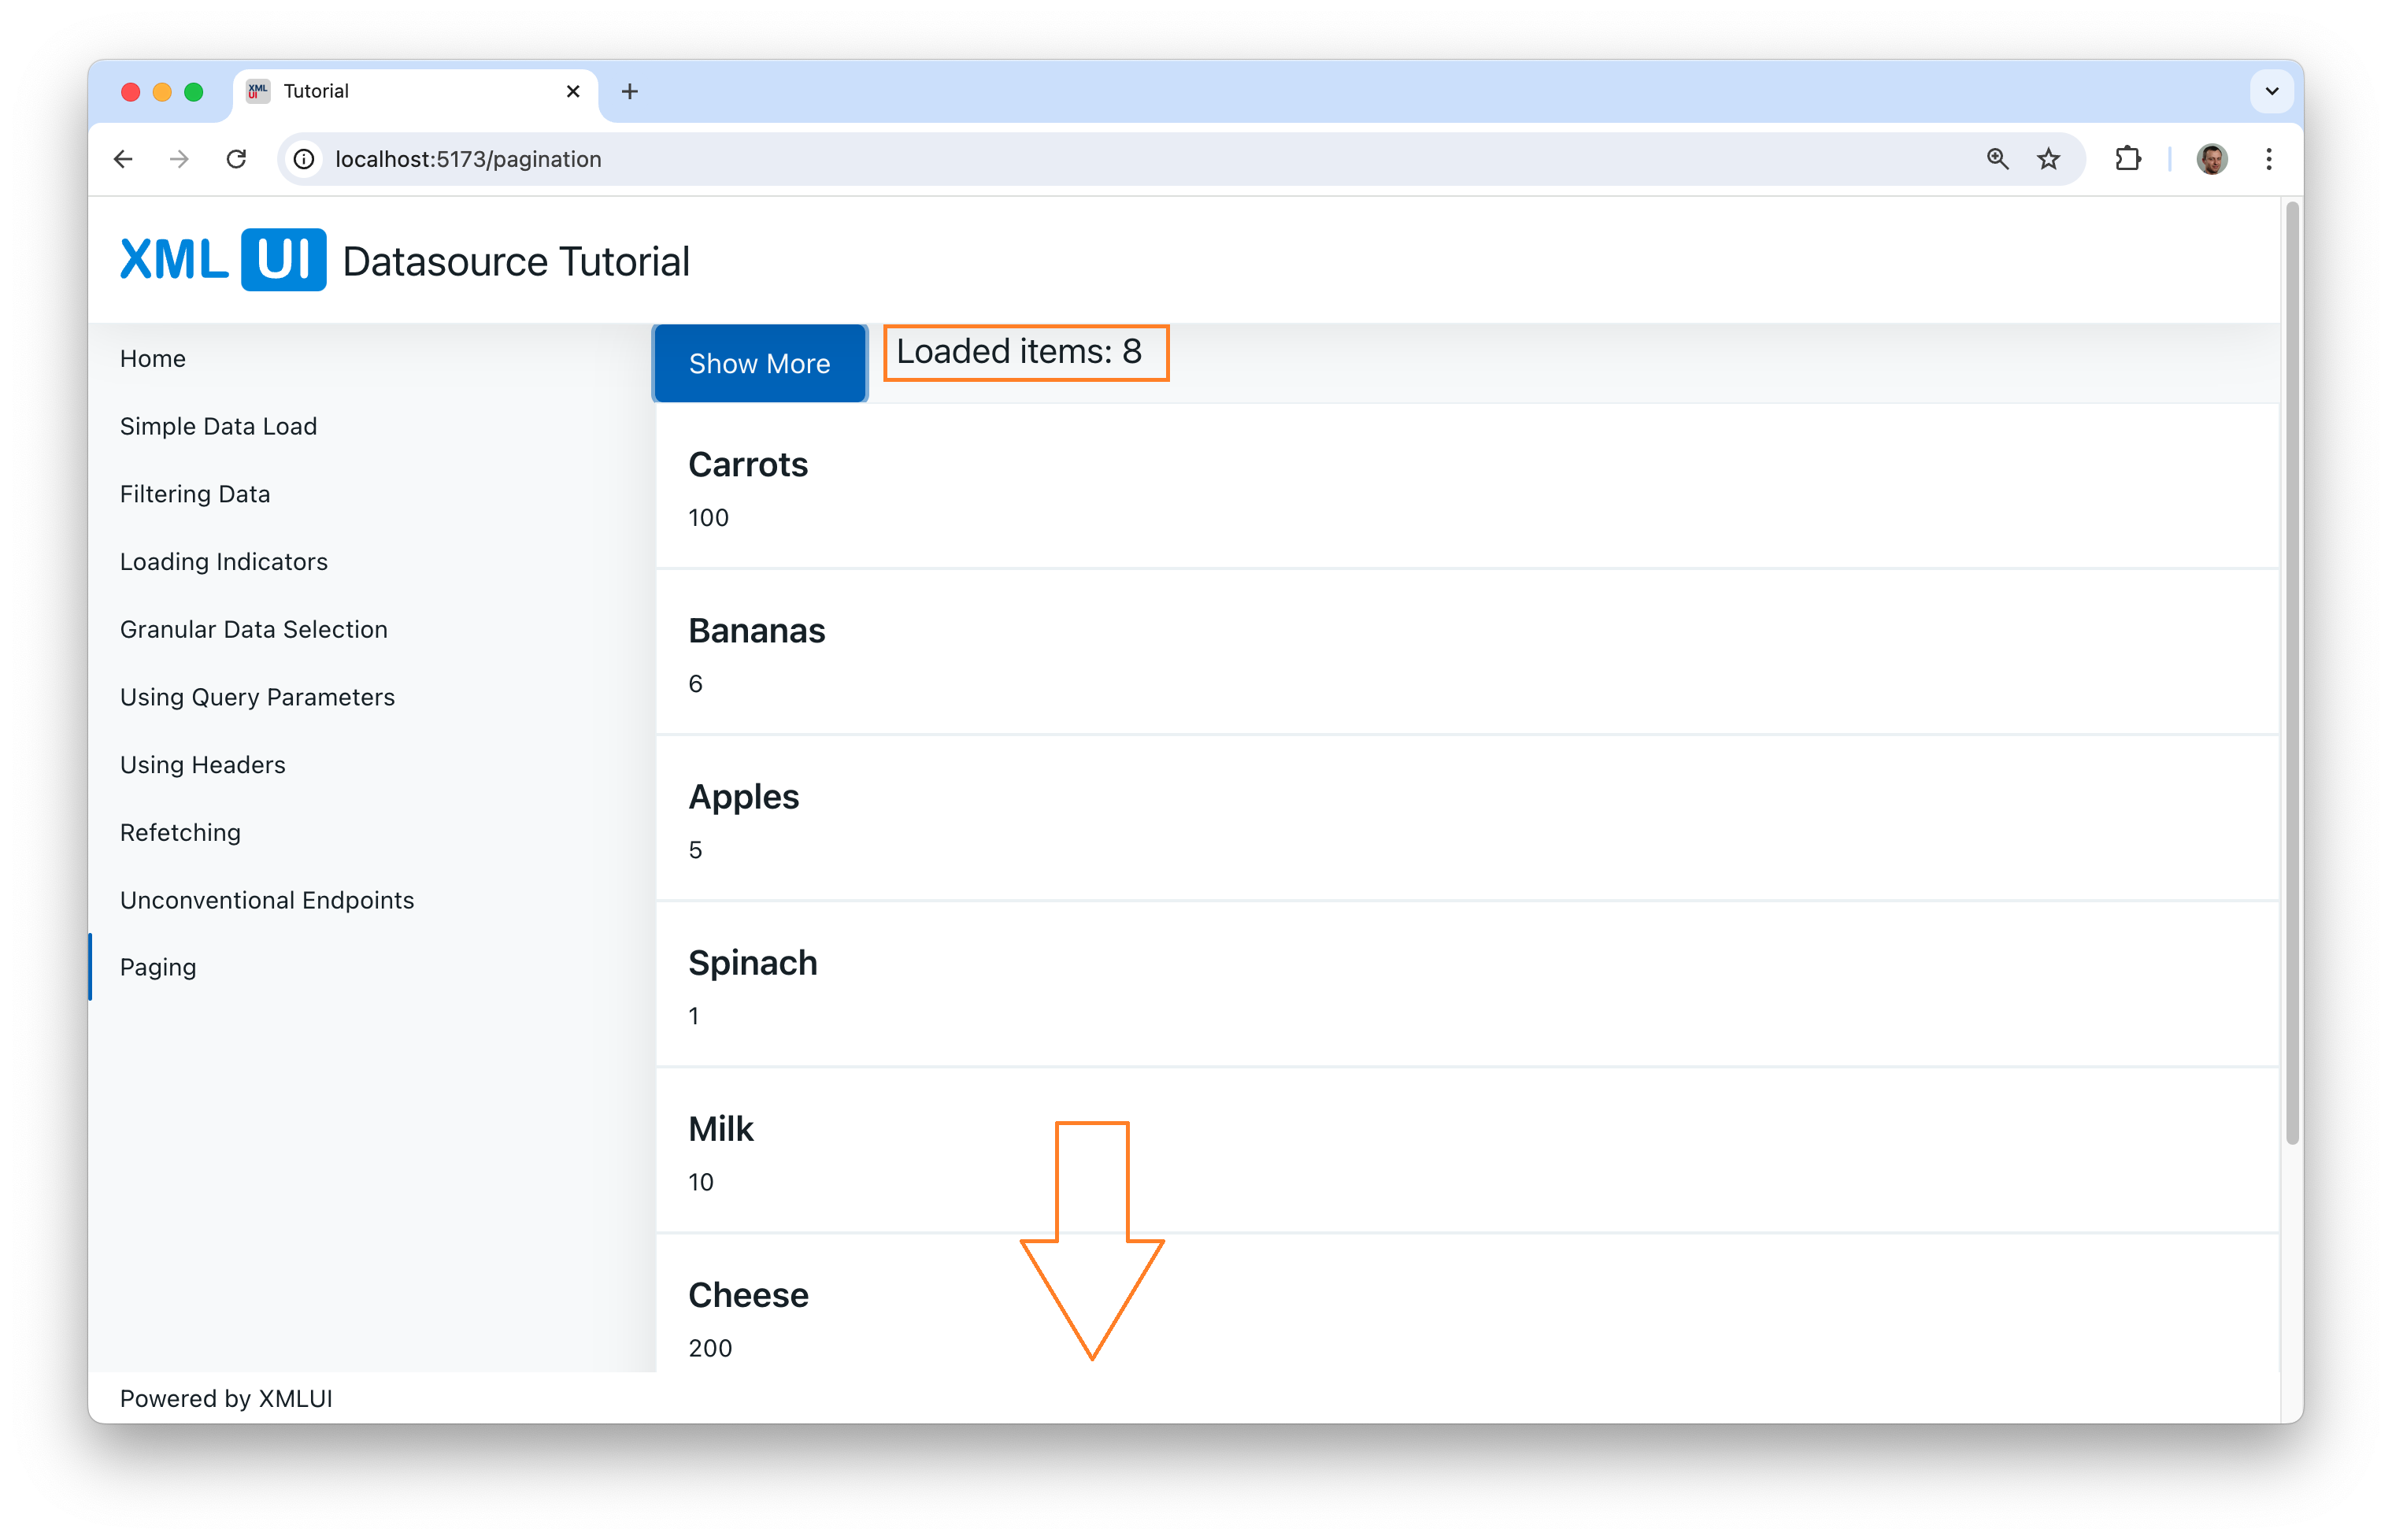 XML UI Tutorial
localhost:5173/pagination
XML UI Datasource Tutorial
Home
Simple Data Load
Filtering Data
Loading Indicators
Granular Data Selection
Using Query Parameters
Using Headers
Refetching
Unconventional Endpoints
Paging
Show More
Loaded items: 8
Carrots
100
Bananas
6
Apples
5
Spinach
1
Milk
10
Cheese
200
Powered by XMLUI